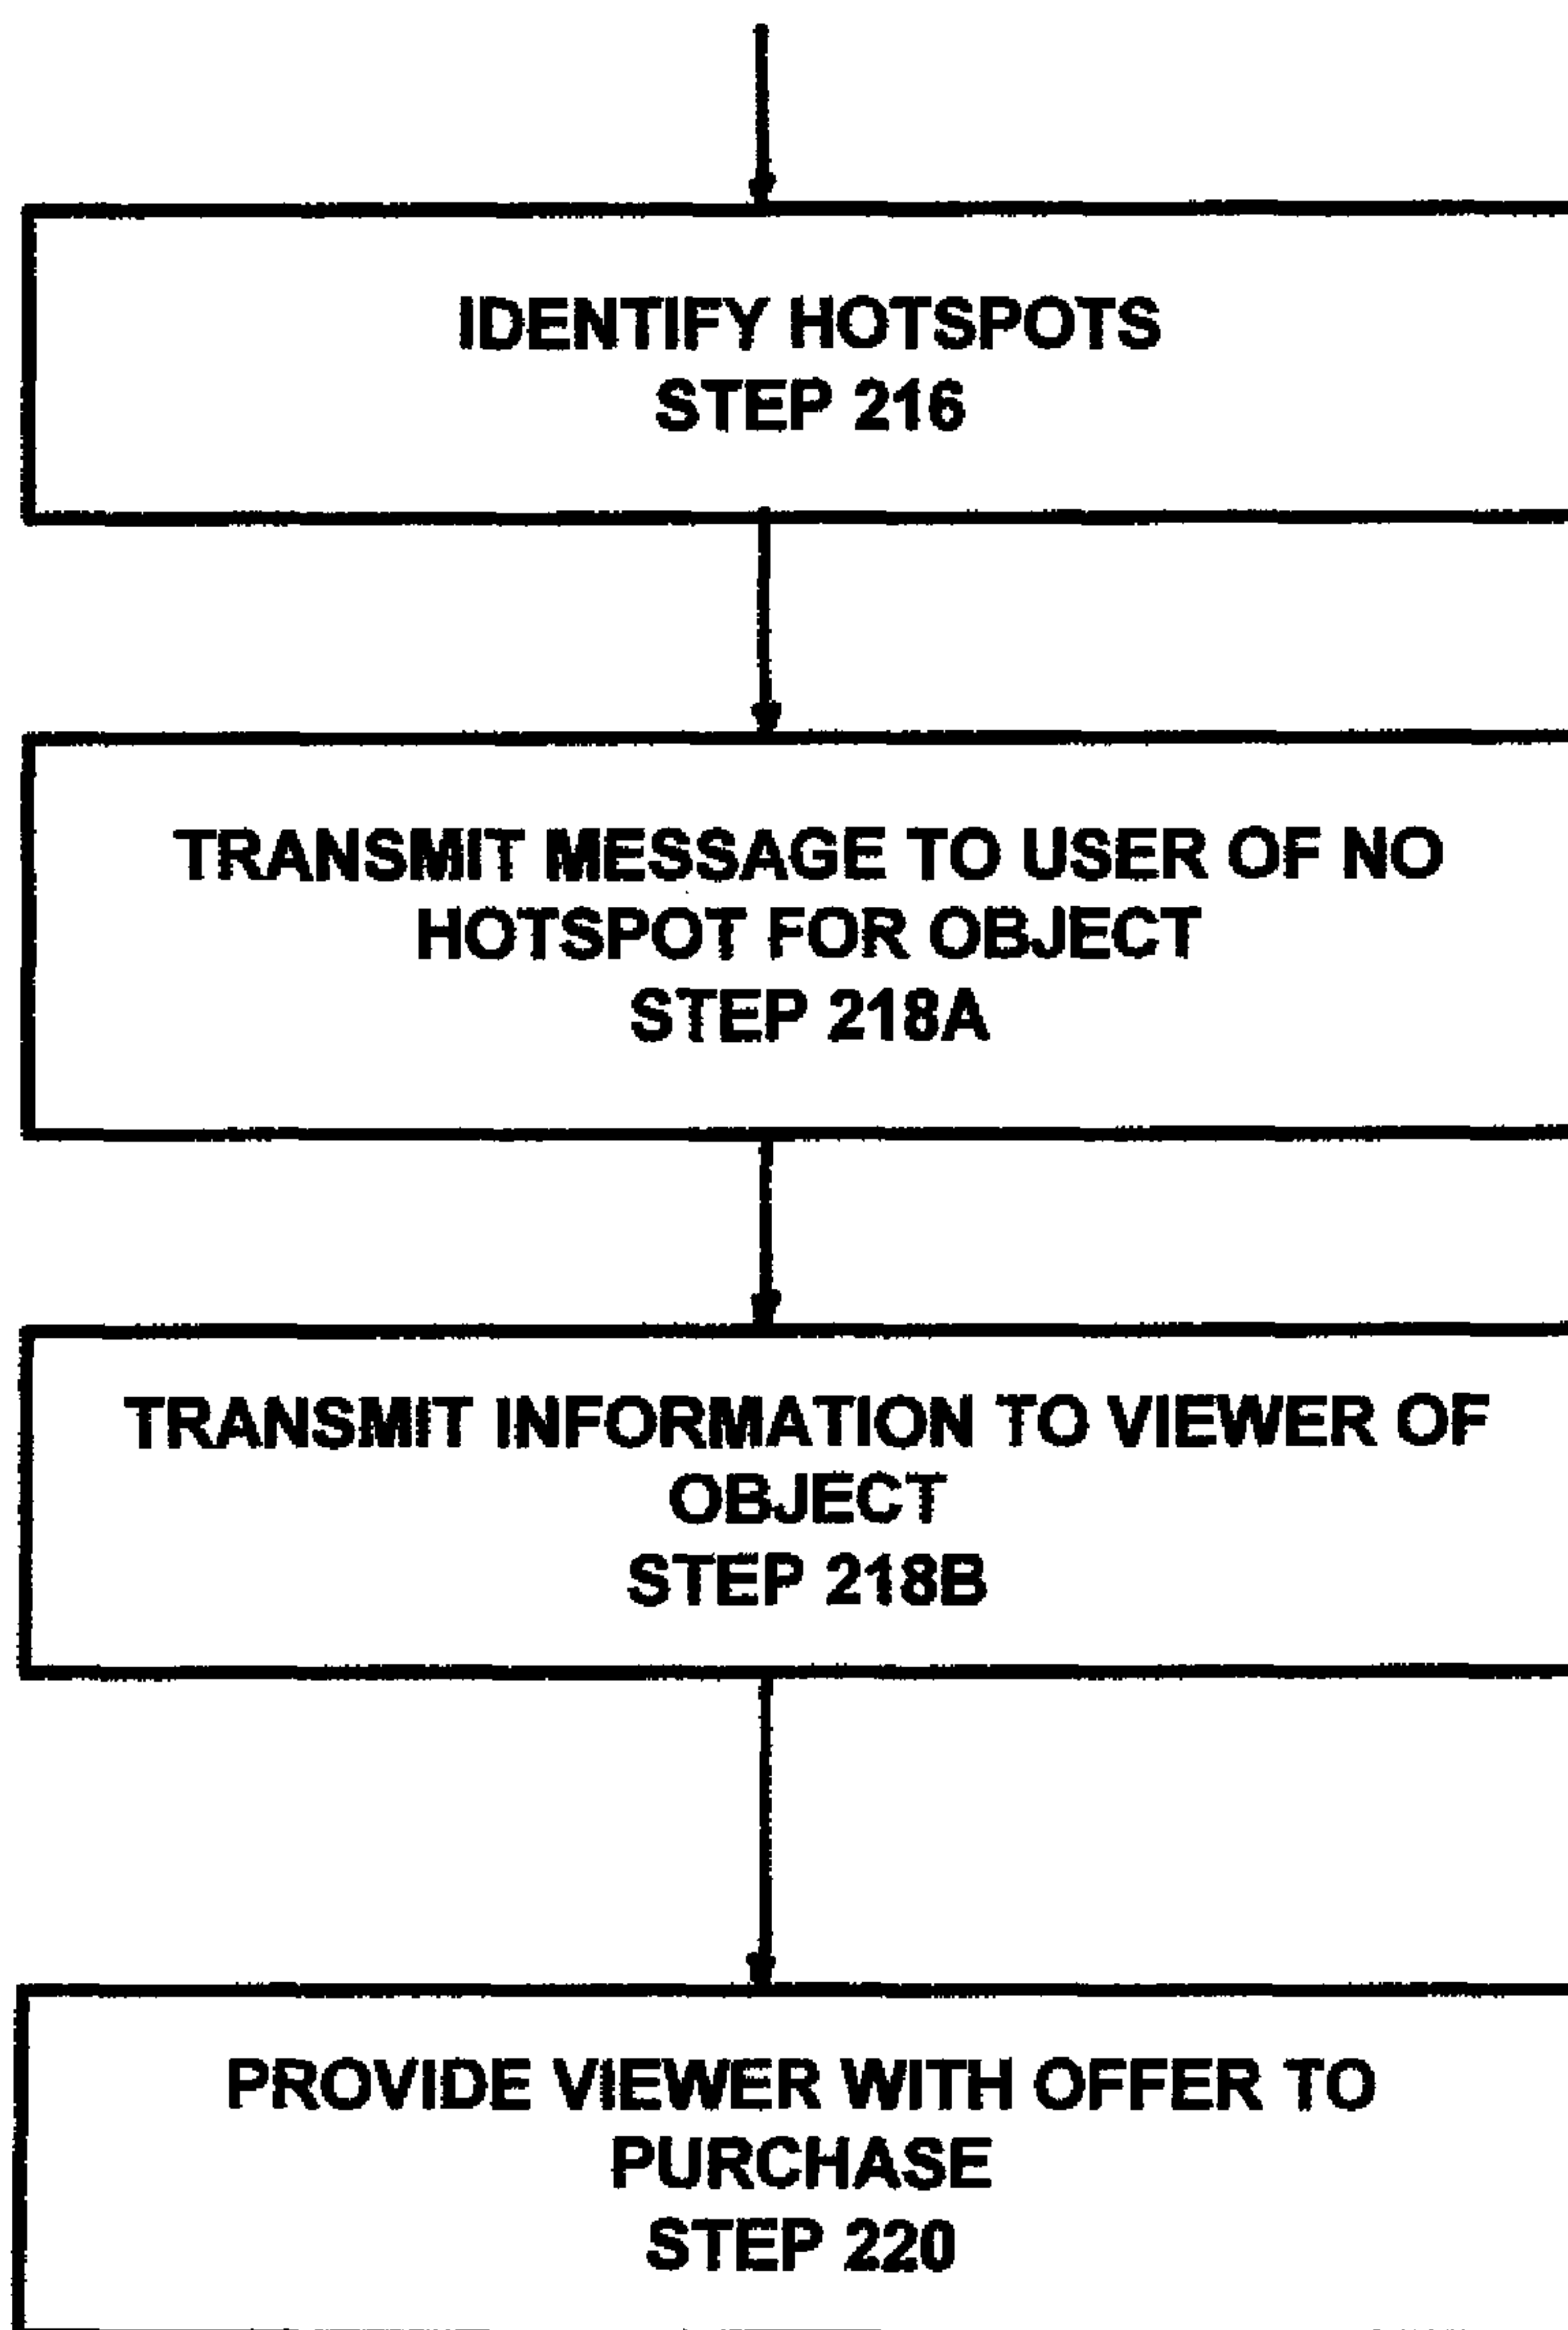 IDENTIFY HOTSPOTS
STEP 216
TRANSMIT MESSAGE TO USER OF NO
HOTSPOT FOR OBJECT
STEP 218A
TRANSMIT INFORMATION TO VIEWER OF
OBJECT
STEP 218B
PROVIDE VIEWER WITH OFFER TO
PURCHASE
STEP 220